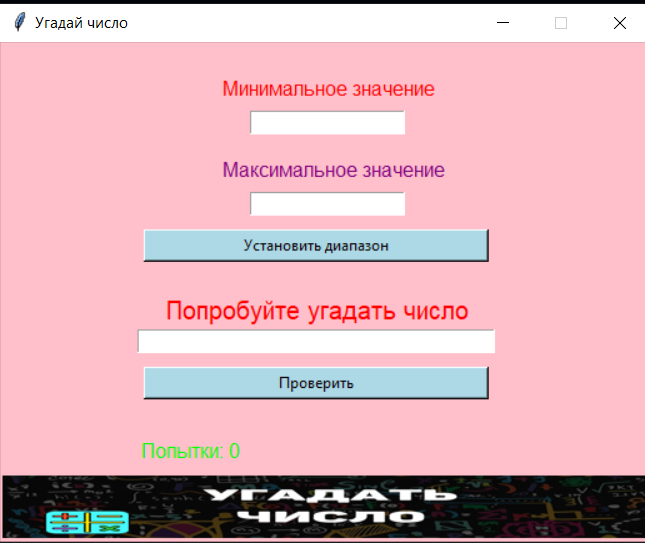 Угадай число
Минимальное значение
Максимальное значение
Установить диапазон
Попробуйте угадать число
Проверить
Попытки: 0
УГАДАТЬ
ЧИСЛО